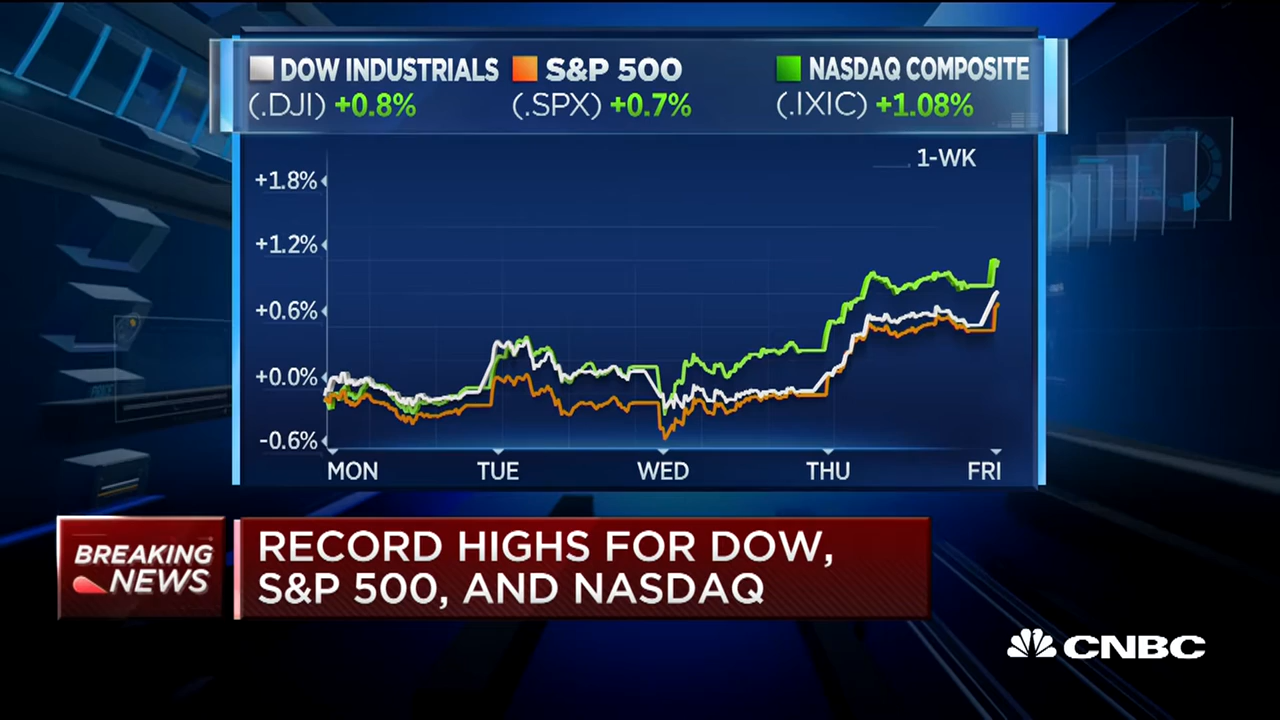 DOW INDUSTRIALS
(.DJI) +0.8%
S&P 500
(.SPX) +0.7%
NASDAQ COMPOSITE
(.IXIC) +1.08%
1-WK
+1.8%
+1.2%
+0.6%
+0.0%
-0.6%
MON TUE WED THU FRI
BREAKING
NEWS
RECORD HIGHS FOR DOW,
S&P 500, AND NASDAQ
CNBC